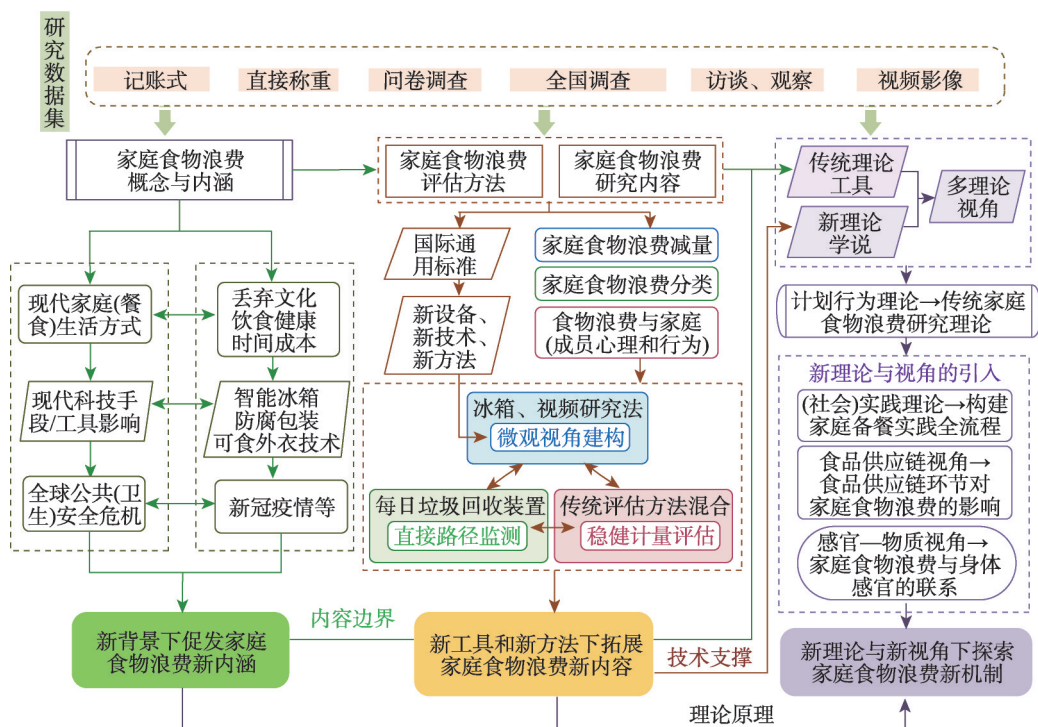 研究数据集
记账式
直接称重
问卷调查
全国调查
访谈、观察
视频影像
家庭食物浪费
概念与内涵
家庭食物浪费
评估方法
家庭食物浪费
研究内容
传统理论
工具
新理论
学说
多理论
视角
国际通
用标准
新设备、
新技术、
新方法
家庭食物浪费减量
家庭食物浪费分类
食物浪费与家庭
(成员心理和行为)
现代家庭(餐
食)生活方式
丢弃文化
饮食健康
时间成本
现代科技手
段/工具影响
智能冰箱
防腐包装
可食外衣技术
全球公共(卫
生)安全危机
新冠疫情等
冰箱、视频研究法
微观视角建构
每日垃圾回收装置
直接路径监测
传统评估方法混合
稳健计量评估
计划行为理论→传统家庭
食物浪费研究理论
新理论与视角的引入
(社会)实践理论→构建
家庭备餐实践全流程
食品供应链视角→
食品供应链环节对
家庭食物浪费的影响
感官—物质视角→
家庭食物浪费与身体
感官的联系
新背景下促发家庭
食物浪费新内涵
内容边界
新工具和新方法下拓展
家庭食物浪费新内容
技术支撑
新理论与新视角下探索
家庭食物浪费新机制
理论原理